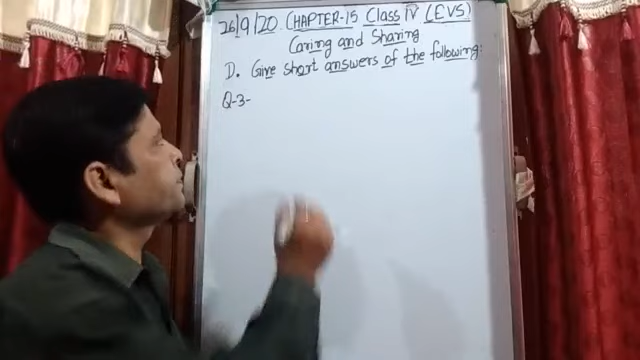 26/9/20. CHAPTER-15 Class IV (EVS)
Caring and Sharing
D. Give short answers of the following:
Q-3-